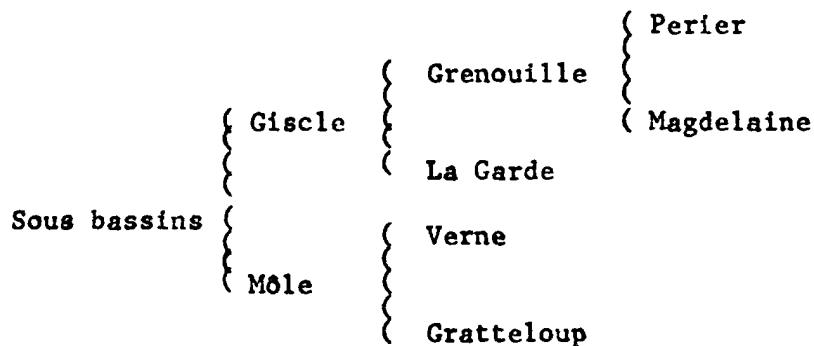 Perier
Grenouille
Giscle
Magdelaine
La Garde
Sous bassins
Verne
Môle
Gratteloup